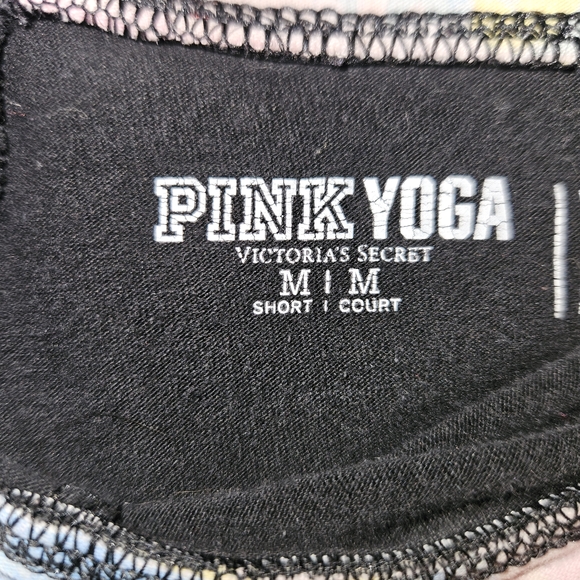 PINK YOGA
VICTORIA'S SECRET
M | M
SHORT | COURT